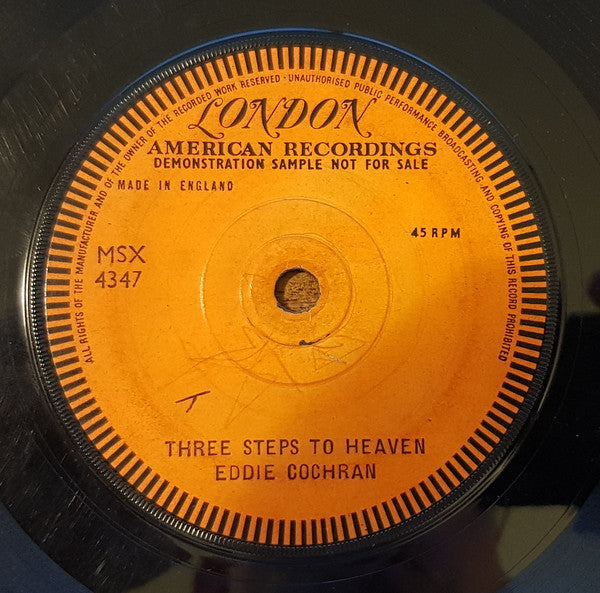 ALL RIGHTS OF THE MANUFACTURER AND OF THE OWNER OF THE RECORDED WORK RESERVED - UNAUTHORISED PUBLIC PERFORMANCE BROADCASTING AND COPYING OF THIS RECORD PROHIBITED
LONDON
AMERICAN RECORDINGS
DEMONSTRATION SAMPLE NOT FOR SALE
MADE IN ENGLAND
45 RPM
MSX
4347
T
THREE STEPS TO HEAVEN
EDDIE COCHRAN